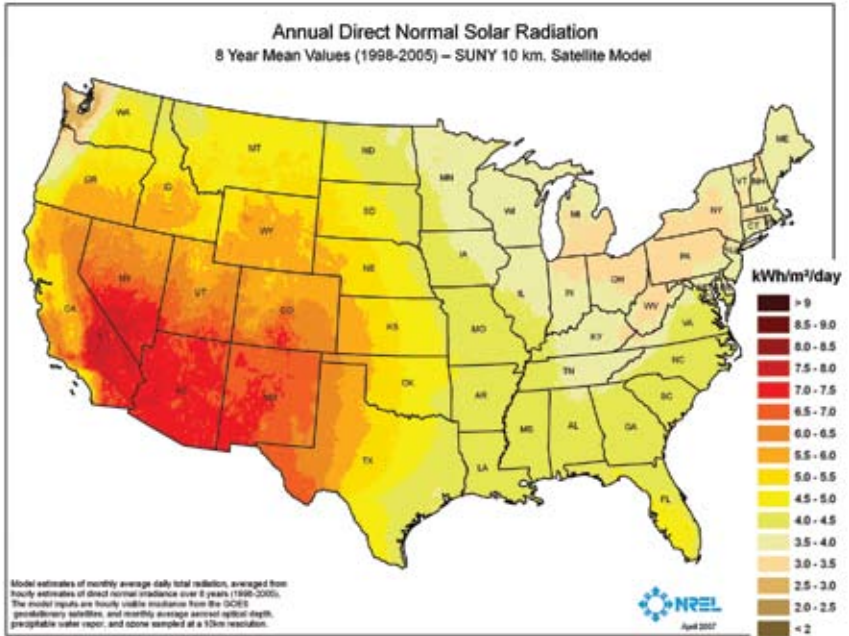 Annual Direct Normal Solar Radiation
8 Year Mean Values (1998-2005) – SUNY 10 km. Satellite Model
WA
MT
ND
MN
ME
OR
ID
SD
WI
MI
VT
NH
NY
MA
CT
WY
NE
IA
PA
NV
UT
CO
IL
IN
OH
WV
CA
KS
MO
KY
VA
NC
TN
OK
AR
SC
AZ
NM
MS
AL
GA
TX
LA
FL
kWh/m²/day
> 9
8.5 - 9.0
8.0 - 8.5
7.5 - 8.0
7.0 - 7.5
6.5 - 7.0
6.0 - 6.5
5.5 - 6.0
5.0 - 5.5
4.5 - 5.0
4.0 - 4.5
3.5 - 4.0
3.0 - 3.5
2.5 - 3.0
2.0 - 2.5
< 2
Model estimates of monthly average daily total radiation, averaged from
hourly estimates of direct normal irradiance over 8 years (1998-2005).
The model inputs are hourly visible irradiance from the GOES
geostationary satellites, and monthly average aerosol optical depth,
precipitable water vapor, and ozone sampled at a 10km resolution.
NREL
April 2007